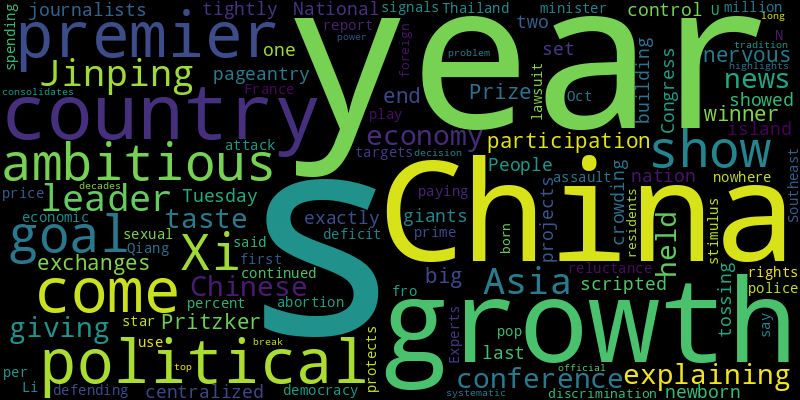 spending journalists tightly National signals Thailand minister control U million
long
premier report two N
power foreign year tradition
Jinping one set nervous
problem highlights
pageantry lawsuit building Congress
consolidates France Prize Oct news
country end showed
play winner
attack economy participation island
ambitious targets decision People show
assault
leader decades Tuesday paying giants crowding nation nowhere Southeast
price taste exactly S China
economic goal deficit prime born projects residents stimulus held
sexual Qiang Xi said
exchanges first big reluctance rights
continued Asia scripted police
come Chinese fro growth tossing say
percent abortion
giving star Pritzker pop
use protects Experts last
political break
per top official explaining
Li conference
defending centralized democracy systematic discrimination newborn